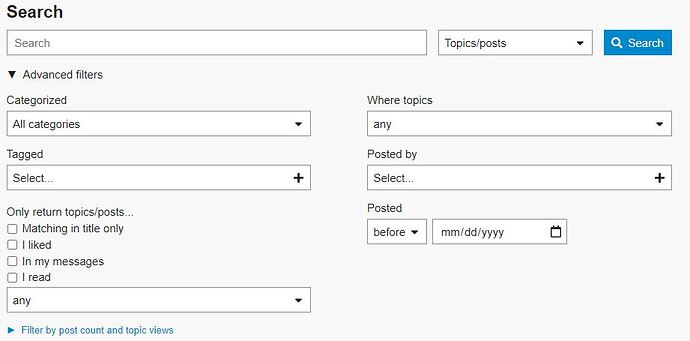 Search
Search
Topics/posts
Search
▼ Advanced filters
Categorized
All categories
Where topics
any
Tagged
Select...
Posted by
Select...
Only return topics/posts...
Matching in title only
I liked
In my messages
I read
any
Posted
before
mm/dd/yyyy
► Filter by post count and topic views